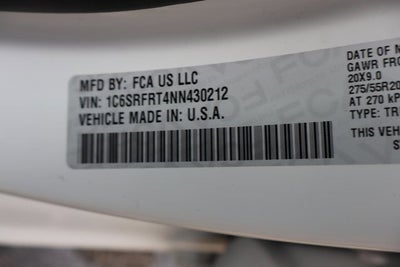 MFD BY: FCA US LLC
VIN: 1C6SRFRT4NN430212
VEHICLE MADE IN: U.S.A.
DATE OF M
GAWR FRO
20X9.0
275/55R20
AT 270 kP
TYPE: TR
THIS VEH